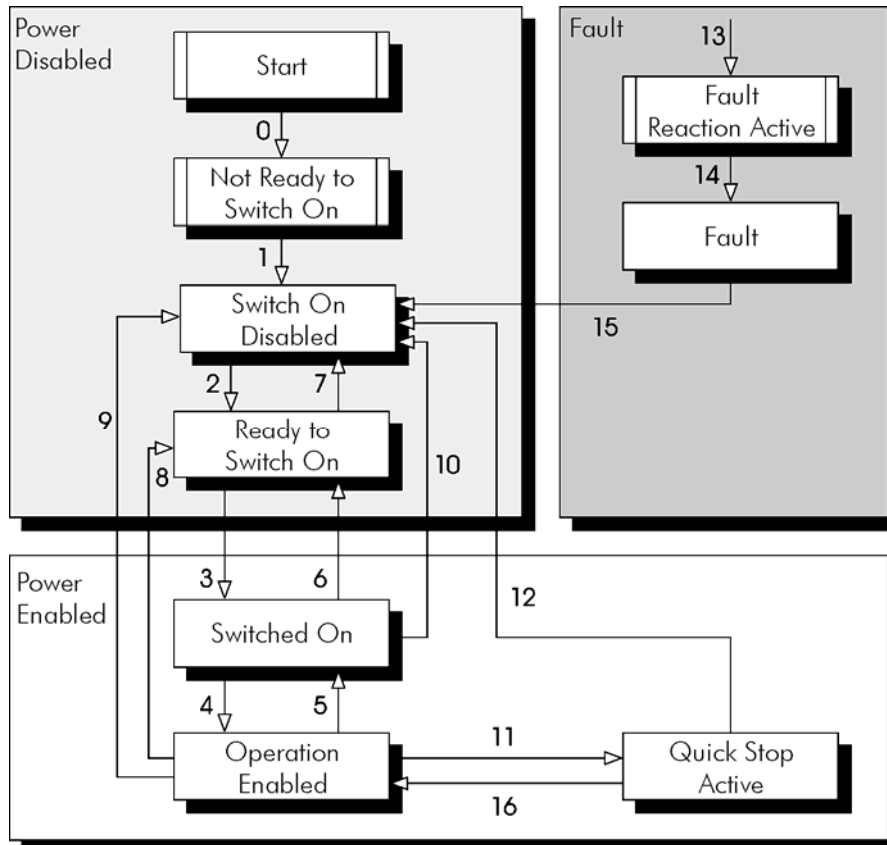 Power
Disabled
Start
0
Not Ready to
Switch On
1
Switch On
Disabled
2
7
9
Ready to
Switch On
8
10
Fault
13
Fault
Reaction Active
14
Fault
15
Power
Enabled
3
6
12
Switched On
4
5
Operation
Enabled
11
16
Quick Stop
Active